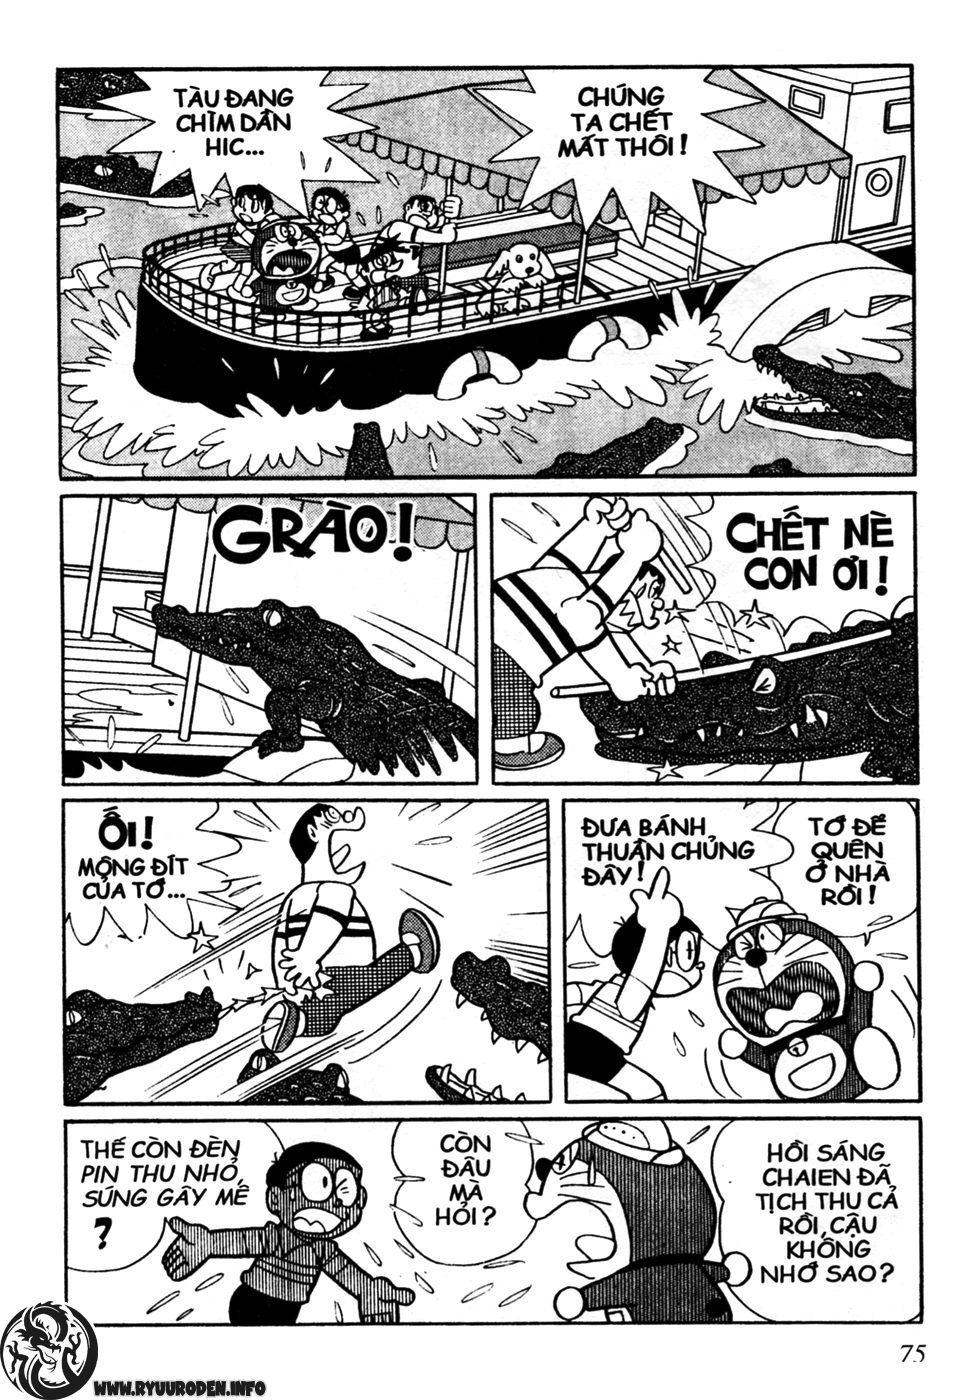 TÀU ĐANG
CHÌM DẦN
HIC...
CHÚNG
TA CHẾT
MẤT THÔI!
GRÀO!
CHẾT NÈ
CON ƠI!
ỐI!
MÔNG ĐÍT
CỦA TỚ...
ĐƯA BÁNH
THUẦN CHỦNG
ĐÂY!
TỚ ĐỂ
QUÊN
Ở NHÀ
RỒI!
THẾ CÒN ĐÈN
PIN THU NHỎ,
SÚNG GÂY MÊ
?
CÒN
ĐÂU
MÀ
HỎI?
HỒI SÁNG
CHAIEN ĐÃ
TỊCH THU CẢ
RỒI, CẬU
KHÔNG
NHỚ SAO?
75
WWW.RYUURODEN.INFO